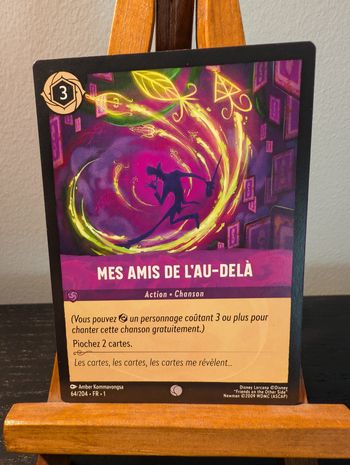 3
MES AMIS DE L'AU-DELÀ
Action • Chanson
(Vous pouvez un personnage coûtant 3 ou plus pour
chanter cette chanson gratuitement.)
Piochez 2 cartes.
Les cartes, les cartes, les cartes me révèlent...
Amber Kommavongsa
64/204 • FR • 1
Disney Lorcana ©Disney
"Friends on the Other Side"
Newman ©2009 WDMC (ASCAP)